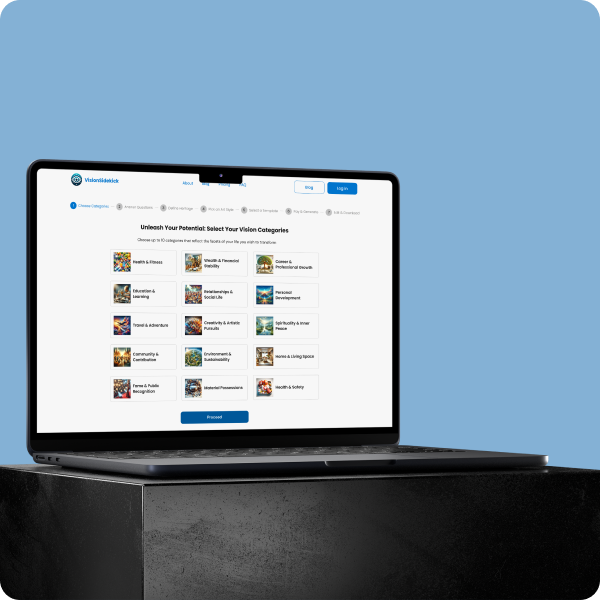 VisionSidekick
About Blog Pricing FAQ
Blog
Log in
1 Choose Categories
2 Answer Questions
3 Define Heritage
4 Choose Art Style
5 Select a Template
6 Pay & Generate
7 Edit & Download
Unleash Your Potential: Select Your Vision Categories
Choose up to 10 categories that reflect the facets of your life you wish to transform
Health & Fitness
Wealth & Financial
Stability
Career &
Professional Growth
Education &
Learning
Relationships &
Social Life
Personal
Development
Travel & Adventure
Creativity & Artistic
Pursuits
Spirituality & Inner
Peace
Community &
Contribution
Environment &
Sustainability
Home & Living Space
Fame & Public
Recognition
Material Possessions
Health & Safety
Proceed